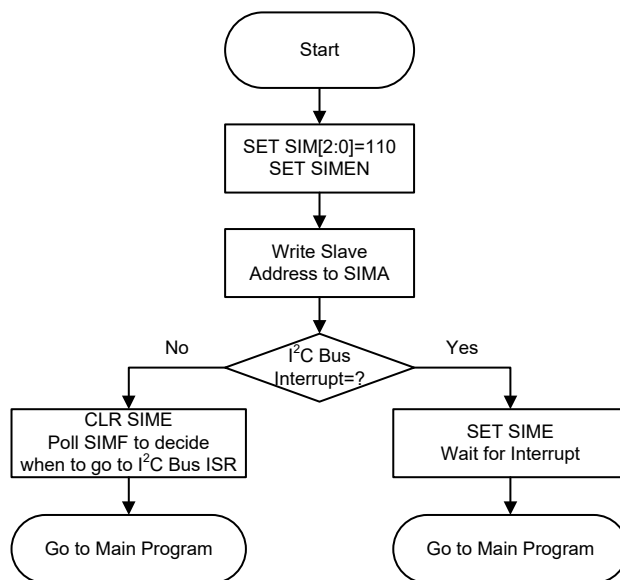 Start
SET SIM[2:0]=110
SET SIMEN
Write Slave
Address to SIMA
I²C Bus
Interrupt=?
No
Yes
CLR SIME
Poll SIMF to decide
when to go to I²C Bus ISR
SET SIME
Wait for Interrupt
Go to Main Program
Go to Main Program